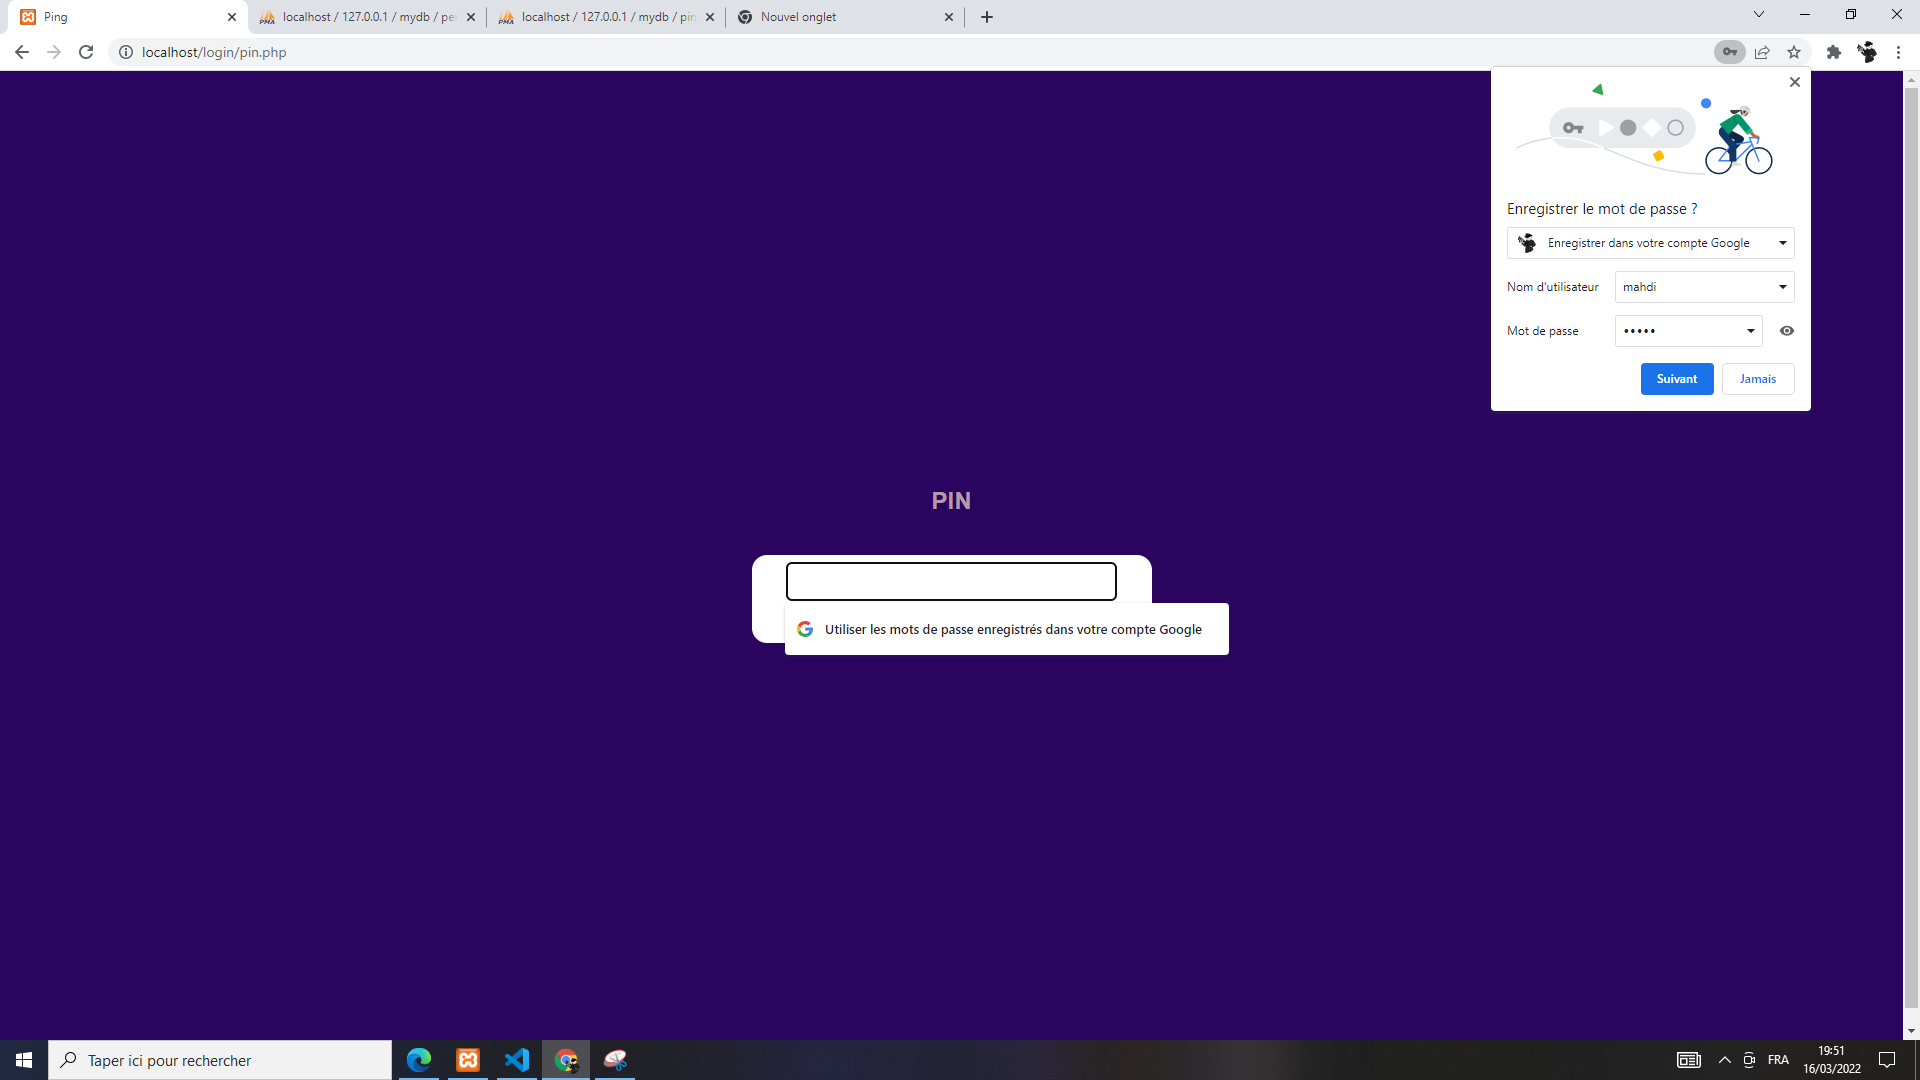 Ping
localhost / 127.0.0.1 / mydb / per
localhost / 127.0.0.1 / mydb / pin
Nouvel onglet
localhost/login/pin.php
Enregistrer le mot de passe ?
Enregistrer dans votre compte Google
Nom d'utilisateur
mahdi
Mot de passe
•••••
Suivant
Jamais
PIN
Utiliser les mots de passe enregistrés dans votre compte Google
Taper ici pour rechercher
FRA
19:51
16/03/2022